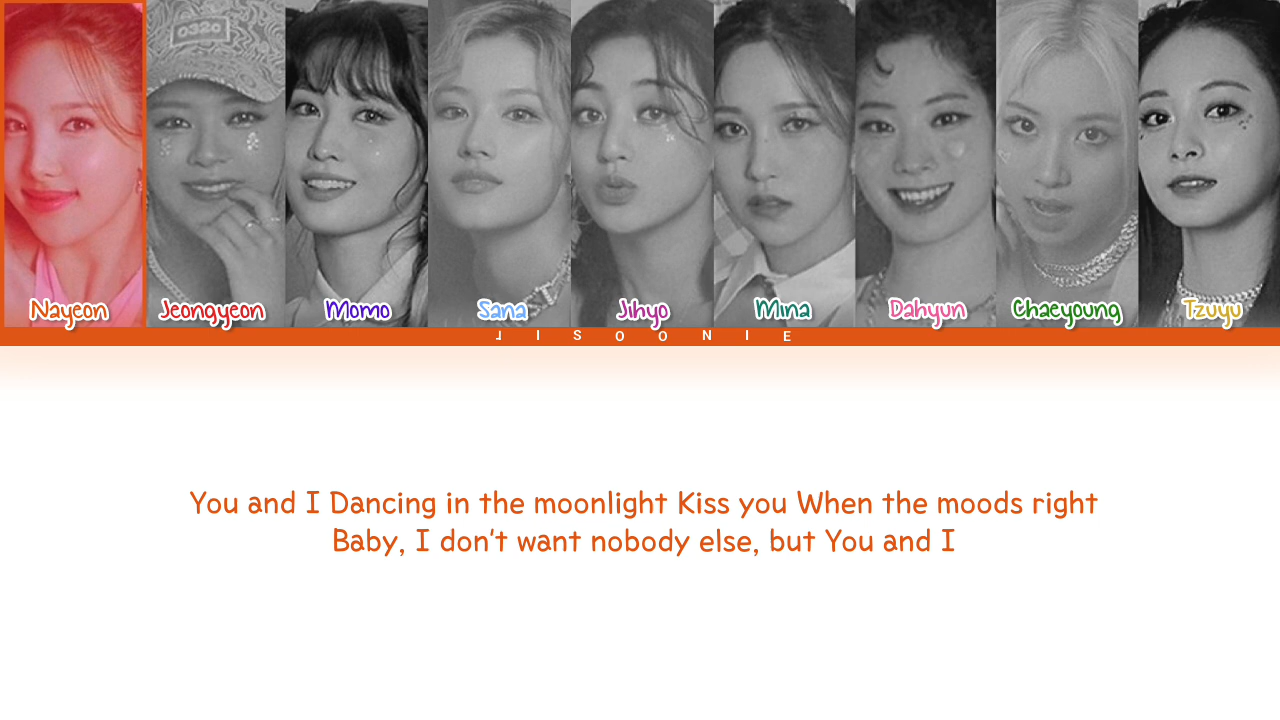 0320
Nayeon Jeongyeon Momo Sana Jihyo Mina Dahyun Chaeyoung Tzuyu
J I S O O N I E
You and I Dancing in the moonlight Kiss you When the moods right
Baby, I don't want nobody else, but You and I